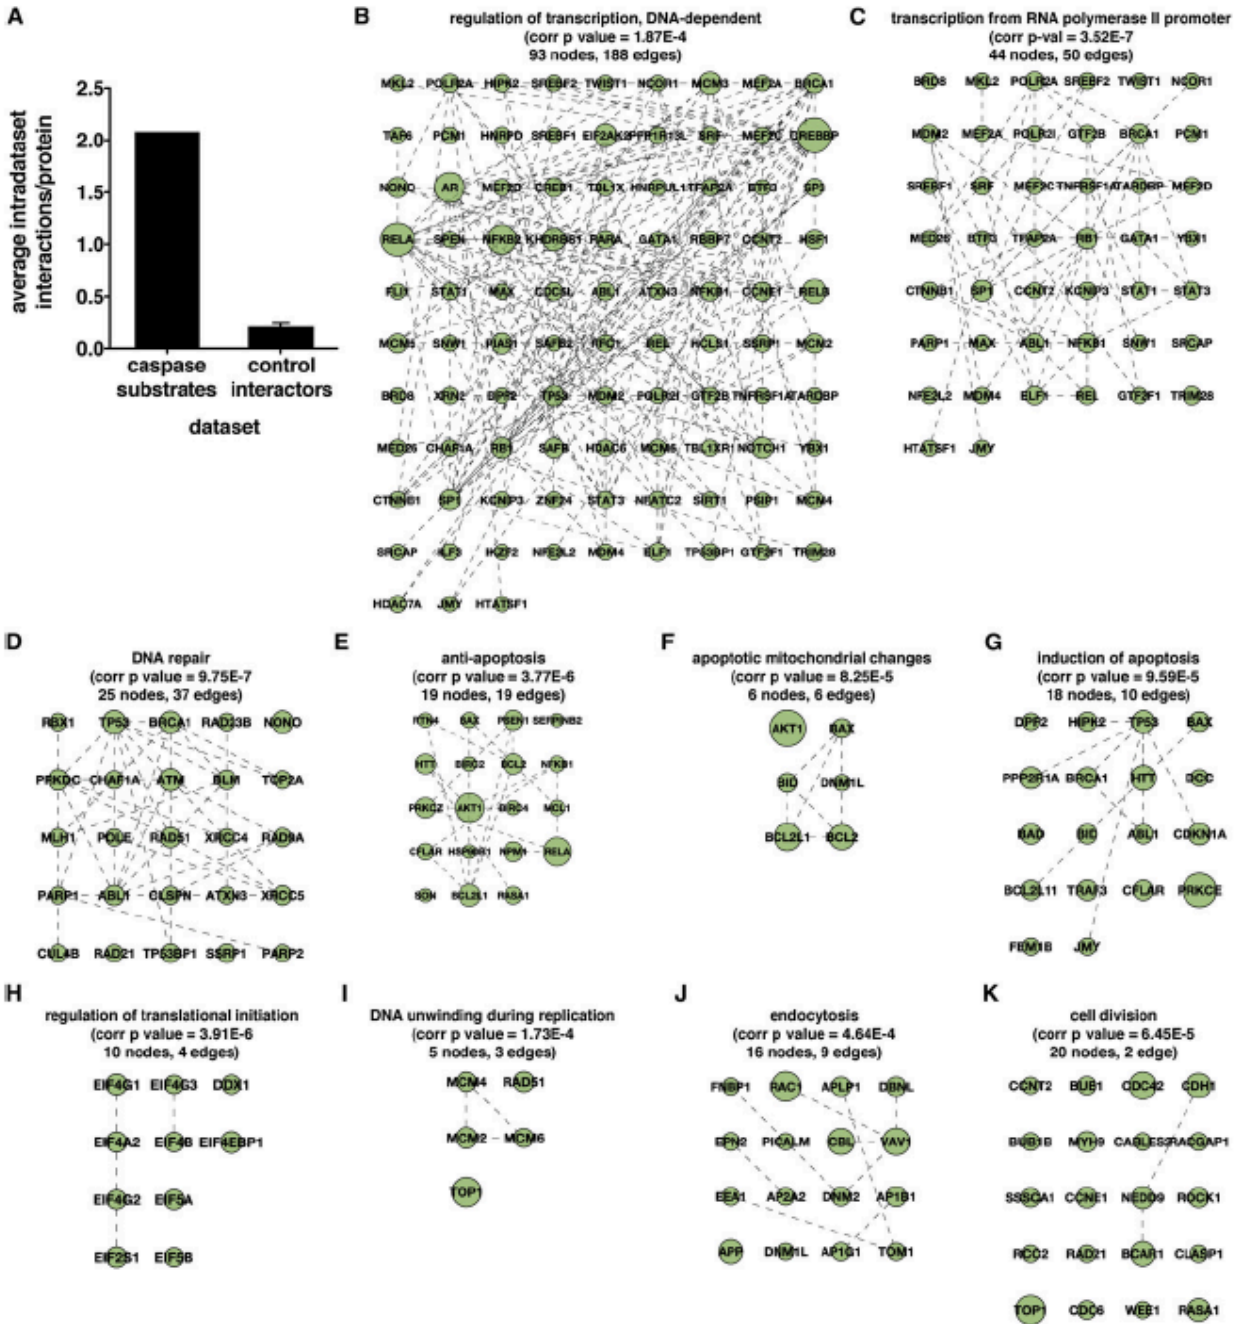 A
2.5
2.0
1.5
1.0
0.5
0.0
average intradataset
interactions/protein
caspase
substrates
control
interactors
dataset
B
regulation of transcription, DNA-dependent
(corr p value = 1.87E-4
93 nodes, 188 edges)
MKL2 POLR2A HIPK2 SREBF2 TWIST1 NCOR1 MCM3 MEF2A BRCA1
TAF6 PCM1 HNRPD SREBF1 EIF2AK2 PPP1R13L SRF MEF2C CREBBP
NONO AR MEF2D CREB1 TBL1X HNRPUL1 TFAP2A BTF3 SP3
RELA SPEN NFKB2 KHDRBS1 PARA GATA1 RBBP7 CCNT2 HSF1
FLI1 STAT1 MAX CDC5L ABL1 ATXN3 NFKB1 CCNE1 RELB
MCM5 SNW1 PIAS1 SAFB2 RFC1 REL HCLS1 SSRP1 MCM2
BRD8 XRN2 DPF2 TP53 MDM2 POLR2I GTF2B TNFRSF1A TARDBP
MED26 CHAF1A RB1 SAFB HDAC6 MCM6 TBL1XR1 NOTCH1 YBX1
CTNNB1 SP1 KCNIP3 ZNF24 STAT3 NFATC2 SIRT1 PSIP1 MCM4
SRCAP ILF3 IKZF2 NFE2L2 MDM4 ELF1 TP53BP1 GTF2F1 TRIM28
HDAC7A JMY HTATSF1
C
transcription from RNA polymerase II promoter
(corr p-val = 3.52E-7
44 nodes, 50 edges)
BRD8 MKL2 POLR2A SREBF2 TWIST1 NCOR1
MDM2 MEF2A POLR2I GTF2B BRCA1 PCM1
SREBF1 SRF MEF2C TNFRSF1A TARDBP MEF2D
MED26 BTF3 TFAP2A RB1 GATA1 YBX1
CTNNB1 SP1 CCNT2 KCNIP3 STAT1 STAT3
PARP1 MAX ABL1 NFKB1 SNW1 SRCAP
NFE2L2 MDM4 ELF1 REL GTF2F1 TRIM28
HTATSF1 JMY
D
DNA repair
(corr p value = 9.75E-7
25 nodes, 37 edges)
RBX1 TP53 BRCA1 RAD23B NONO
PRKDC CHAF1A ATM BLM TOP2A
MLH1 POLE RAD51 XRCC4 RAD9A
PARP1 ABL1 CLSPN ATXN3 XRCC5
CUL4B RAD21 TP53BP1 SSRP1 PARP2
E
anti-apoptosis
(corr p value = 3.77E-6
19 nodes, 19 edges)
RTN4 BAX PSEN1 SERPINB2
HTT BIRC2 BCL2 NFKB1
PRKCZ AKT1 BIRC4 MCL1
CFLAR HSP90B1 NPM1 RELA
SON BCL2L1 RASA1
F
apoptotic mitochondrial changes
(corr p value = 8.25E-5
6 nodes, 6 edges)
AKT1 BAX
BID DNM1L
BCL2L1 BCL2
G
induction of apoptosis
(corr p value = 9.59E-5
18 nodes, 10 edges)
DPF2 HIPK2 TP53 BAX
PPP2R1A BRCA1 HTT DCC
BAD BID ABL1 CDKN1A
BCL2L11 TRAF3 CFLAR PRKCE
FEM1B JMY
H
regulation of translational initiation
(corr p value = 3.91E-6
10 nodes, 4 edges)
EIF4G1 EIF4G3 DDX1
EIF4A2 EIF4B EIF4EBP1
EIF4G2 EIF5A
EIF2S1 EIF5B
I
DNA unwinding during replication
(corr p value = 1.73E-4
5 nodes, 3 edges)
MCM4 RAD51
MCM2 MCM6
TOP1
J
endocytosis
(corr p value = 4.64E-4
16 nodes, 9 edges)
FNBP1 RAC1 APLP1 DBNL
EPN2 PICALM CBL VAV1
EEA1 AP2A2 DNM2 AP1B1
APP DNM1L AP1G1 TOM1
K
cell division
(corr p value = 6.45E-5
20 nodes, 2 edge)
CCNT2 BUB1 CDC42 CDH1
BUB1B MYH9 CABLES2 RACGAP1
SSSCA1 CCNE1 NEDD9 ROCK1
RCC2 RAD21 BCAR1 CLASP1
TOP1 CDC6 WEE1 RASA1